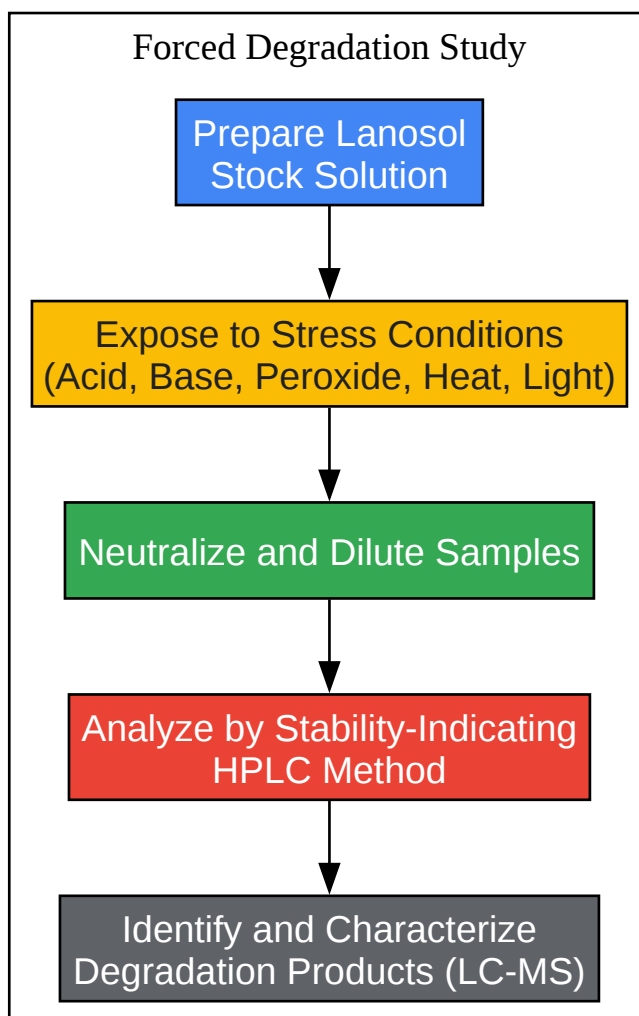 Forced Degradation Study
Prepare Lanosol
Stock Solution
Expose to Stress Conditions
(Acid, Base, Peroxide, Heat, Light)
Neutralize and Dilute Samples
Analyze by Stability-Indicating
HPLC Method
Identify and Characterize
Degradation Products (LC-MS)